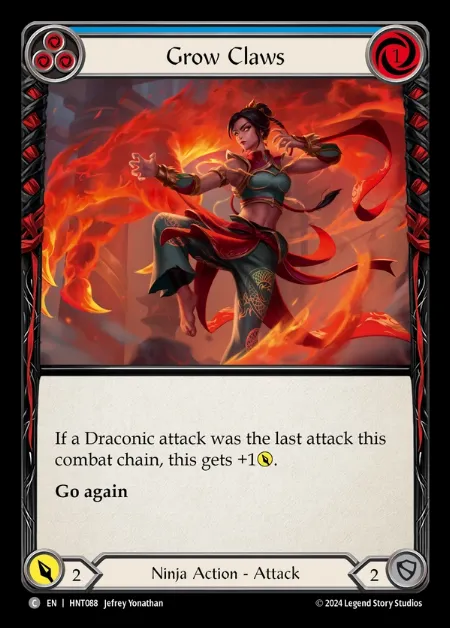 Grow Claws
1
If a Draconic attack was the last attack this
combat chain, this gets +1.
Go again
2
Ninja Action - Attack
2
C EN | HNT088 Jefrey Yonathan
© 2024 Legend Story Studios